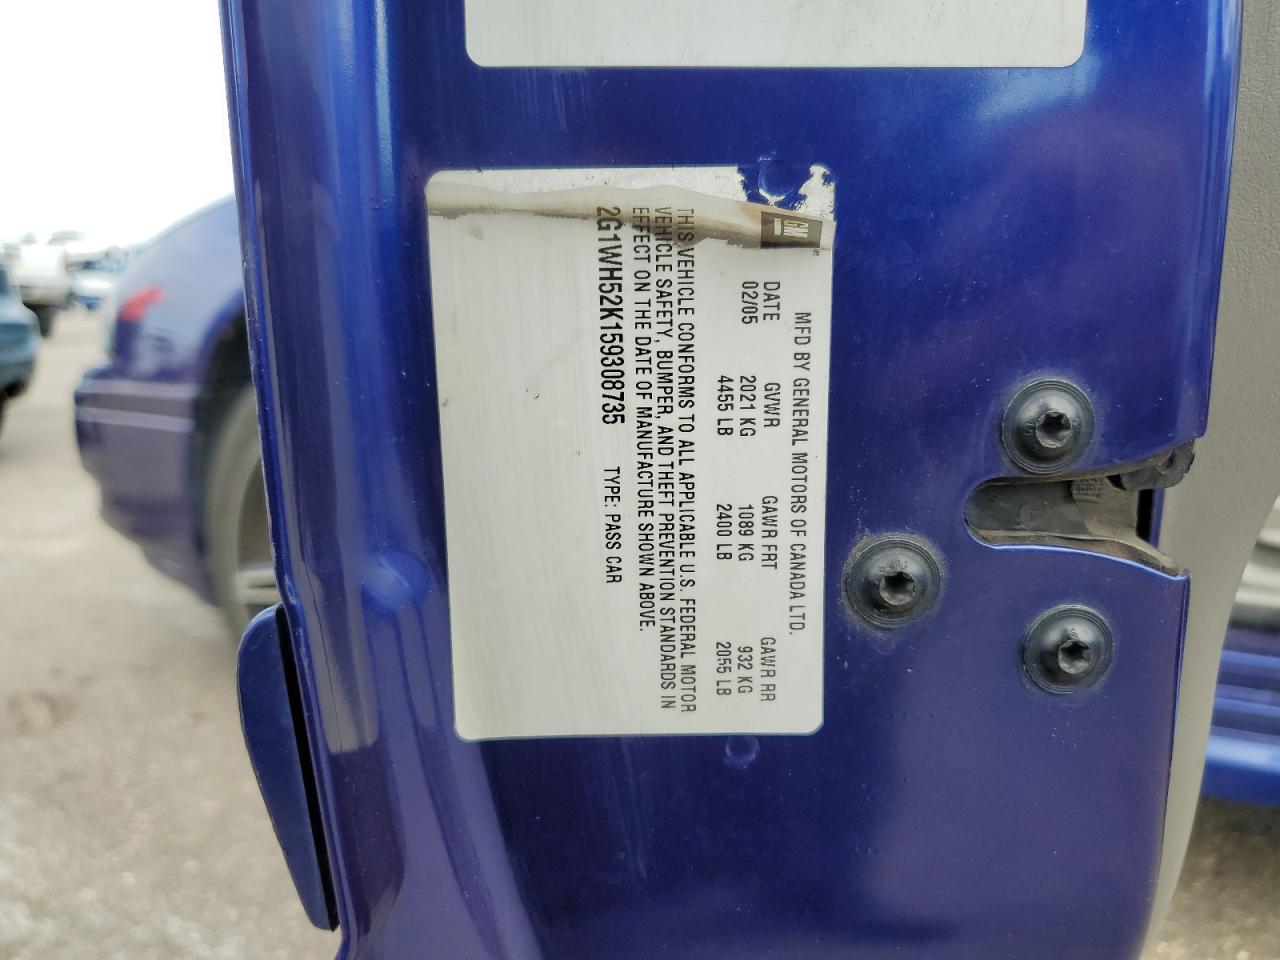 GM
MFD BY GENERAL MOTORS OF CANADA LTD.
DATE GVWR GAWR FRT GAWR RR
02/05 2021 KG 1089 KG 932 KG
4455 LB 2400 LB 2055 LB
THIS VEHICLE CONFORMS TO ALL APPLICABLE U.S. FEDERAL MOTOR
VEHICLE SAFETY, BUMPER, AND THEFT PREVENTION STANDARDS IN
EFFECT ON THE DATE OF MANUFACTURE SHOWN ABOVE.
2G1WH52K159308735 TYPE: PASS CAR